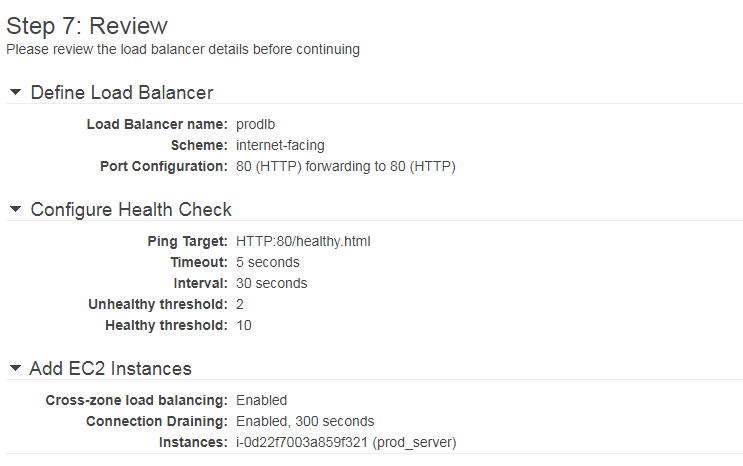 Step 7: Review
Please review the load balancer details before continuing
Define Load Balancer
Load Balancer name: prodlb
Scheme: internet-facing
Port Configuration: 80 (HTTP) forwarding to 80 (HTTP)
Configure Health Check
Ping Target: HTTP:80/healthy.html
Timeout: 5 seconds
Interval: 30 seconds
Unhealthy threshold: 2
Healthy threshold: 10
Add EC2 Instances
Cross-zone load balancing: Enabled
Connection Draining: Enabled, 300 seconds
Instances: i-0d22f7003a859f321 (prod_server)